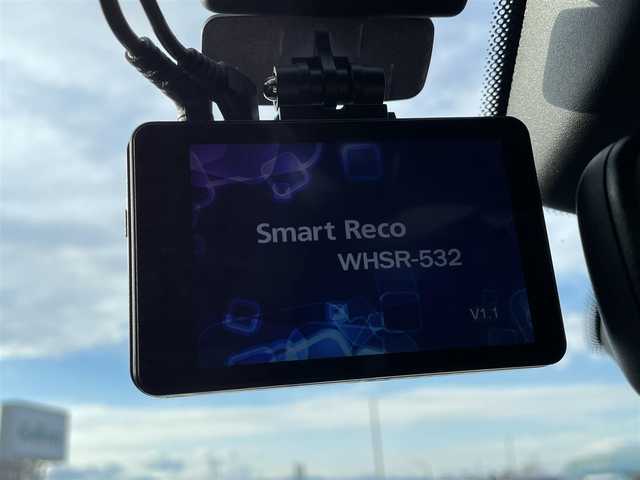 Smart Reco
WHSR-532
V1.1